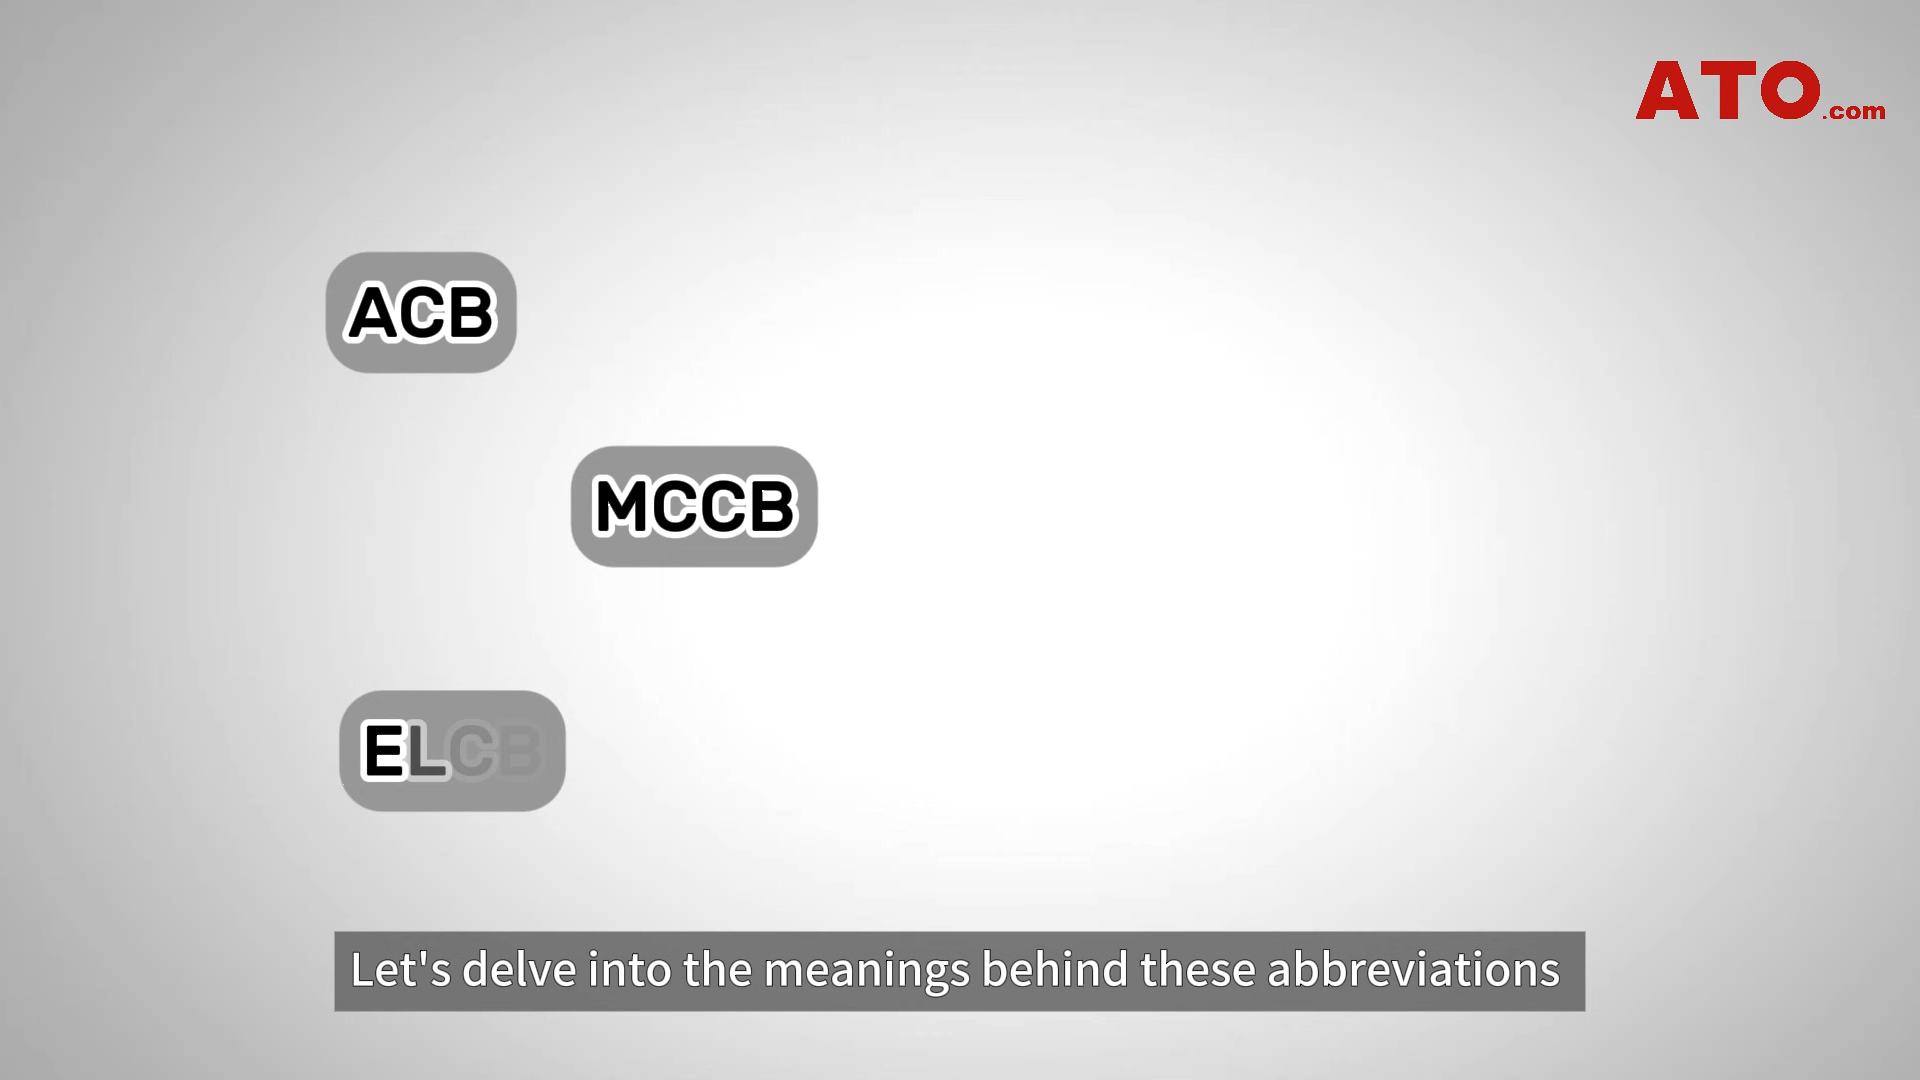 ATO.com
ACB
MCCB
ELCB
Let's delve into the meanings behind these abbreviations